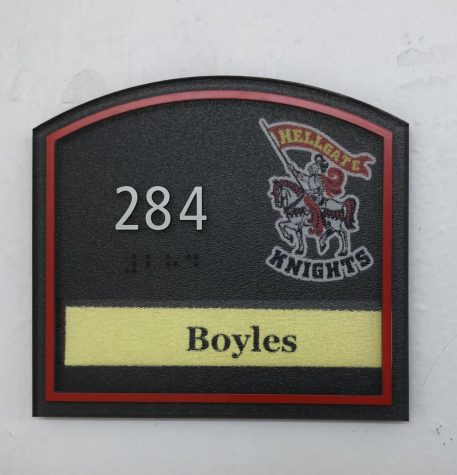 HELLGATE
KNIGHTS
284
⠼⠃⠓⠙
Boyles